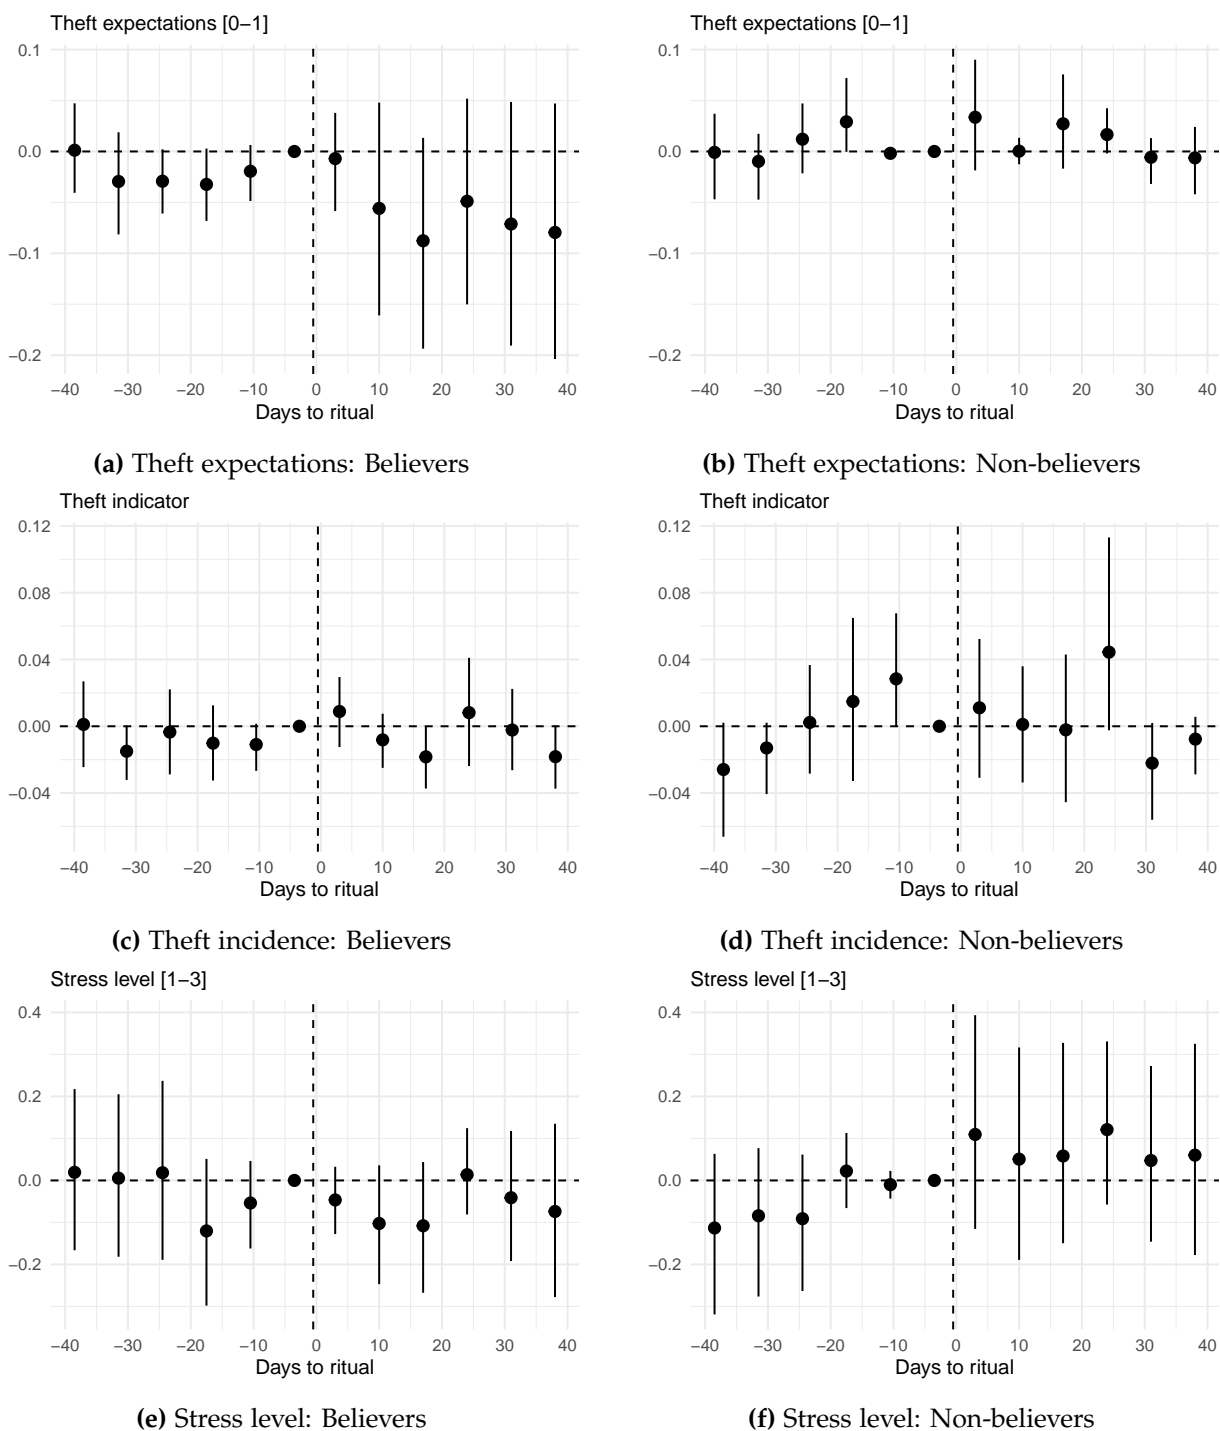 Theft expectations [0−1]
0.1
0.0
−0.1
−0.2
−40 −30 −20 −10 0 10 20 30 40
Days to ritual
(a) Theft expectations: Believers
Theft expectations [0−1]
0.1
0.0
−0.1
−0.2
−40 −30 −20 −10 0 10 20 30 40
Days to ritual
(b) Theft expectations: Non-believers
Theft indicator
0.12
0.08
0.04
0.00
−0.04
−40 −30 −20 −10 0 10 20 30 40
Days to ritual
(c) Theft incidence: Believers
Theft indicator
0.12
0.08
0.04
0.00
−0.04
−40 −30 −20 −10 0 10 20 30 40
Days to ritual
(d) Theft incidence: Non-believers
Stress level [1−3]
0.4
0.2
0.0
−0.2
−40 −30 −20 −10 0 10 20 30 40
Days to ritual
(e) Stress level: Believers
Stress level [1−3]
0.4
0.2
0.0
−0.2
−40 −30 −20 −10 0 10 20 30 40
Days to ritual
(f) Stress level: Non-believers